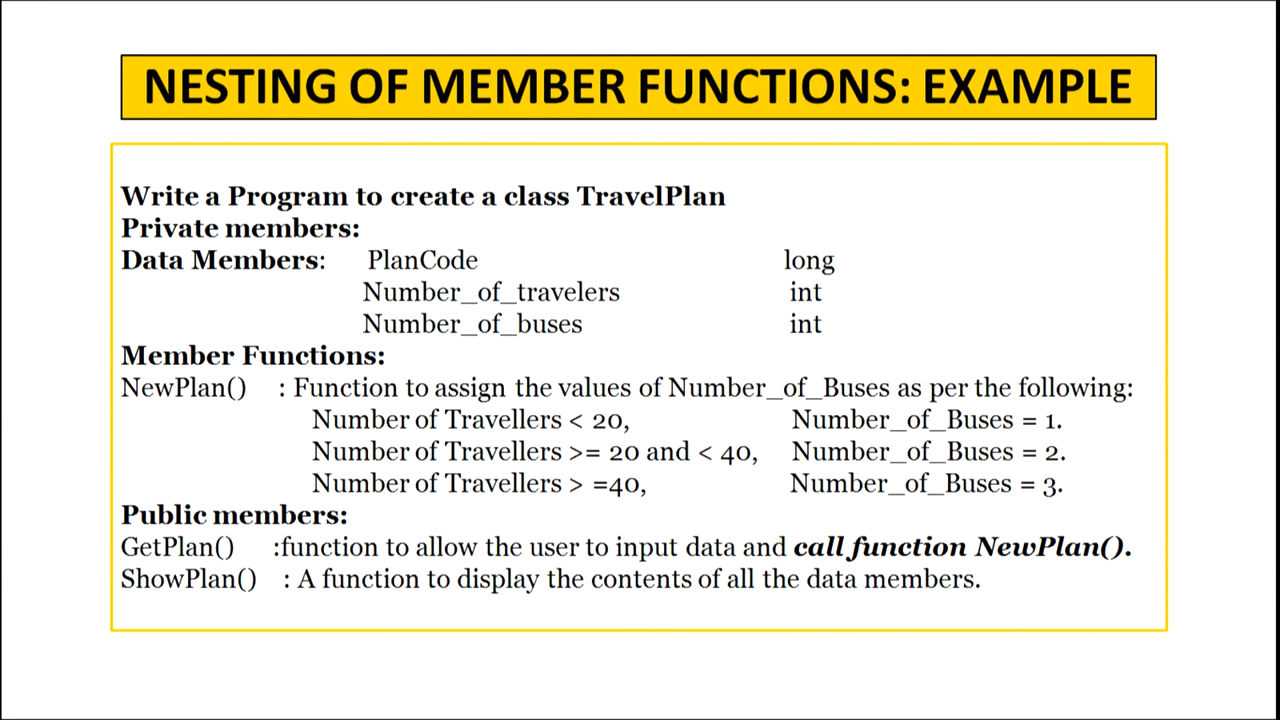 NESTING OF MEMBER FUNCTIONS: EXAMPLE
Write a Program to create a class TravelPlan
Private members:
Data Members: PlanCode long
Number_of_travelers int
Number_of_buses int
Member Functions:
NewPlan() : Function to assign the values of Number_of_Buses as per the following:
Number of Travellers < 20, Number_of_Buses = 1.
Number of Travellers >= 20 and < 40, Number_of_Buses = 2.
Number of Travellers > =40, Number_of_Buses = 3.
Public members:
GetPlan() :function to allow the user to input data and call function NewPlan().
ShowPlan() : A function to display the contents of all the data members.